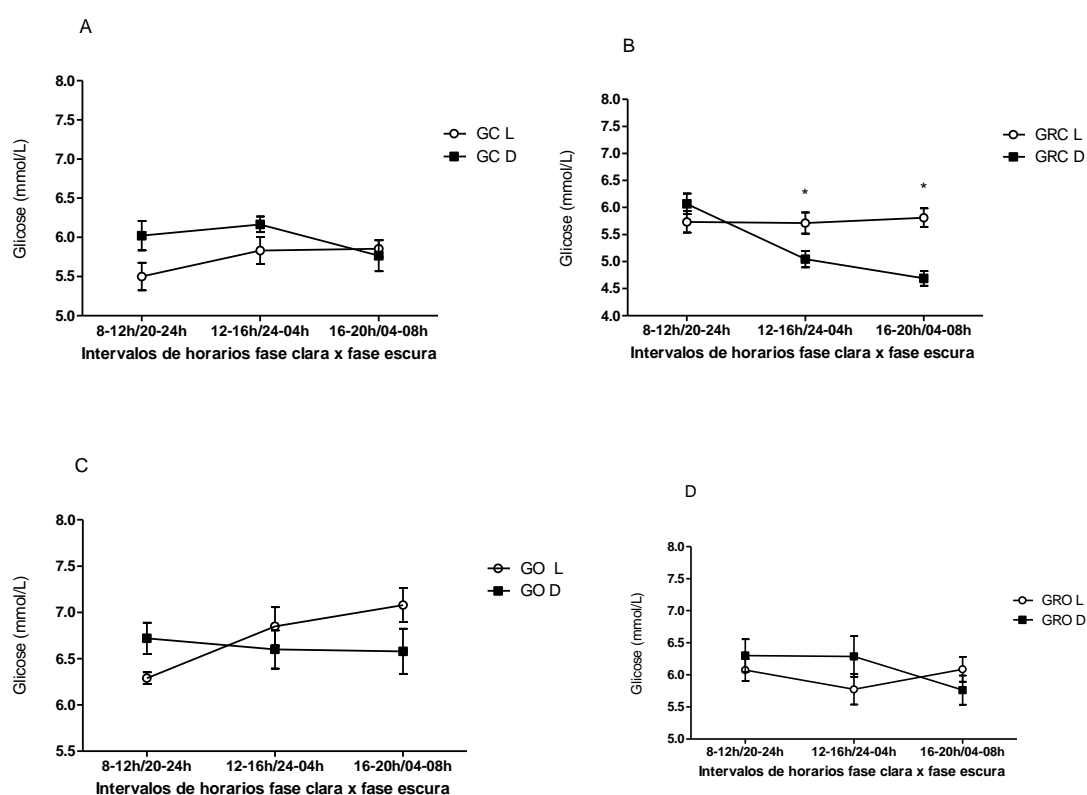 A
8.0
7.5
7.0
6.5
6.0
5.5
5.0
Glicose (mmol/L)
GC L
GC D
8-12h/20-24h 12-16h/24-04h 16-20h/04-08h
Intervalos de horarios fase clara x fase escura
B
8.0
7.5
7.0
6.5
6.0
5.5
5.0
4.5
4.0
Glicose (mmol/L)
* *
GRC L
GRC D
8-12h/20-24h 12-16h/24-04h 16-20h/04-08h
Intervalos de horarios fase clara x fase escura
C
8.0
7.5
7.0
6.5
6.0
5.5
Glicose (mmol/L)
GO L
GO D
8-12h/20-24h 12-16h/24-04h 16-20h/04-08h
Intervalos de horarios fase clara x fase escura
D
8.0
7.5
7.0
6.5
6.0
5.5
5.0
Glicose (mmol/L)
GRO L
GRO D
8-12h/20-24h 12-16h/24-04h 16-20h/04-08h
Intervalos de horarios fase clara x fase escura